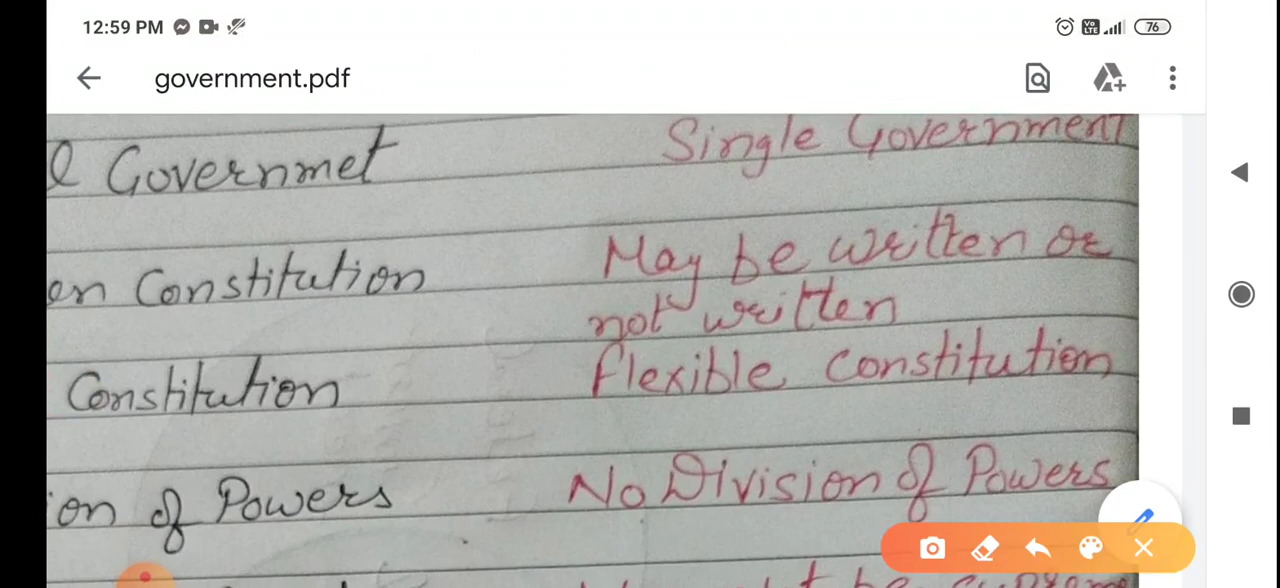 12:59 PM
76
government.pdf
Governmet Single Government
en Constitution May be written or
not written
Constitution Flexible constitution
ion of Powers No Division of Powers